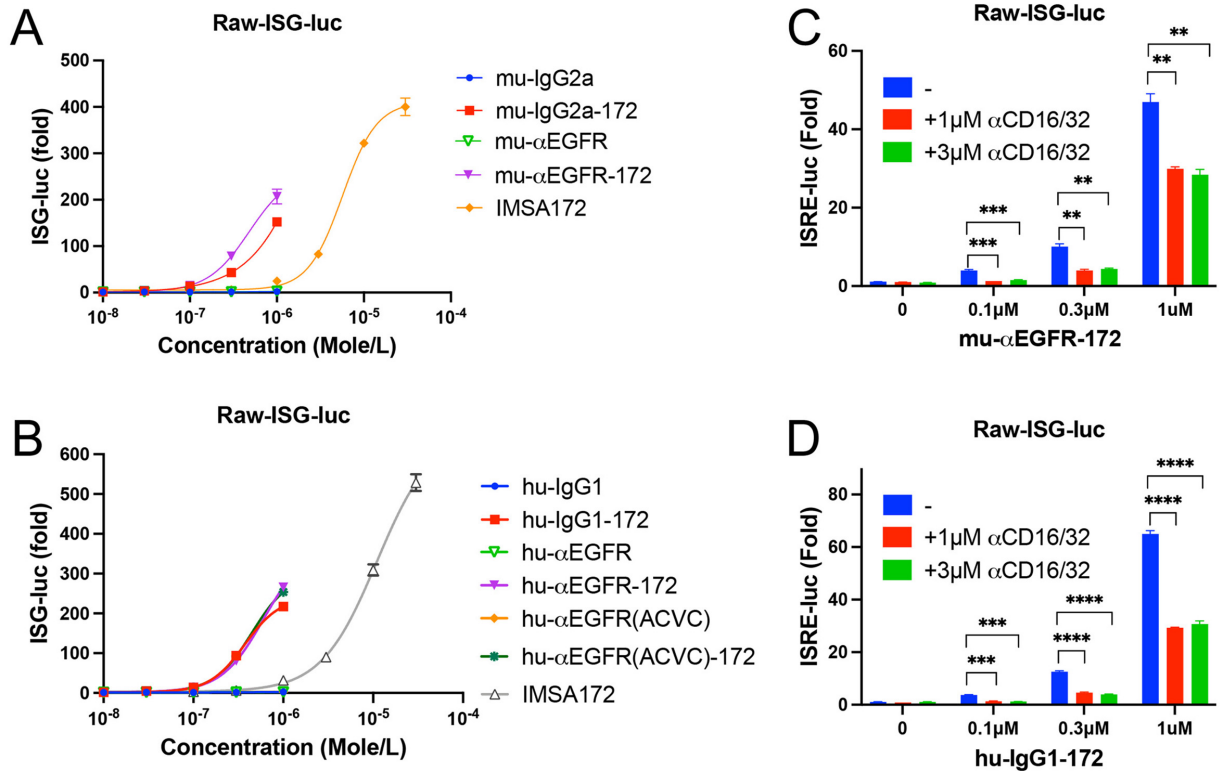 A
Raw-ISG-luc
ISG-luc (fold)
500
400
300
200
100
0
10-8
10-7
10-6
10-5
10-4
Concentration (Mole/L)
mu-IgG2a
mu-IgG2a-172
mu-αEGFR
mu-αEGFR-172
IMSA172
B
Raw-ISG-luc
ISG-luc (fold)
600
500
400
300
200
100
0
10-8
10-7
10-6
10-5
10-4
Concentration (Mole/L)
hu-IgG1
hu-IgG1-172
hu-αEGFR
hu-αEGFR-172
hu-αEGFR(ACVC)
hu-αEGFR(ACVC)-172
IMSA172
C
Raw-ISG-luc
ISRE-luc (Fold)
60
40
20
0
-
+1μM αCD16/32
+3μM αCD16/32
***
***
**
**
**
**
0
0.1μM
0.3μM
1uM
mu-αEGFR-172
D
Raw-ISG-luc
ISRE-luc (Fold)
80
60
40
20
0
-
+1μM αCD16/32
+3μM αCD16/32
***
***
****
****
****
****
0
0.1μM
0.3μM
1uM
hu-IgG1-172